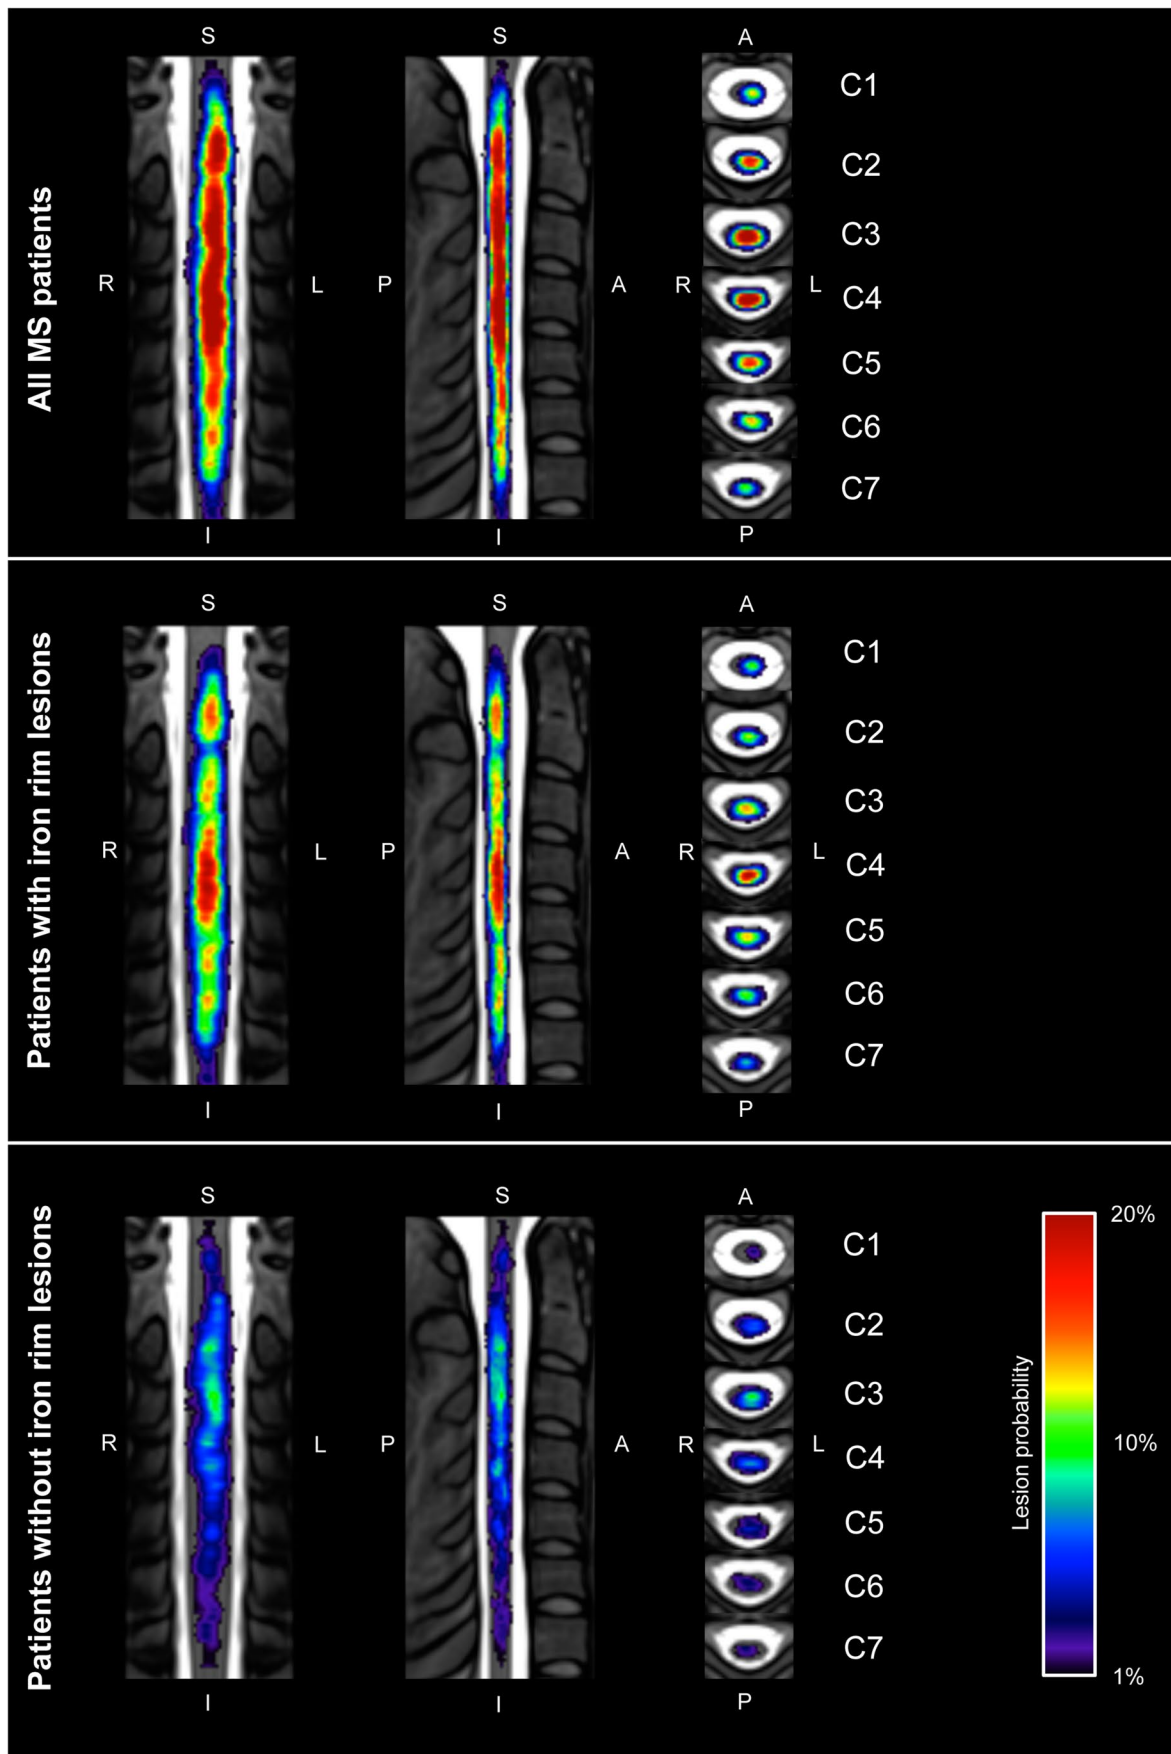 All MS patients
S
S
A
R
L
P
A
R
L
I
I
P
C1
C2
C3
C4
C5
C6
C7
Patients with iron rim lesions
S
S
A
R
L
P
A
R
L
I
I
P
C1
C2
C3
C4
C5
C6
C7
Patients without iron rim lesions
S
S
A
R
L
P
A
R
L
I
I
P
C1
C2
C3
C4
C5
C6
C7
Lesion probability
20%
10%
1%